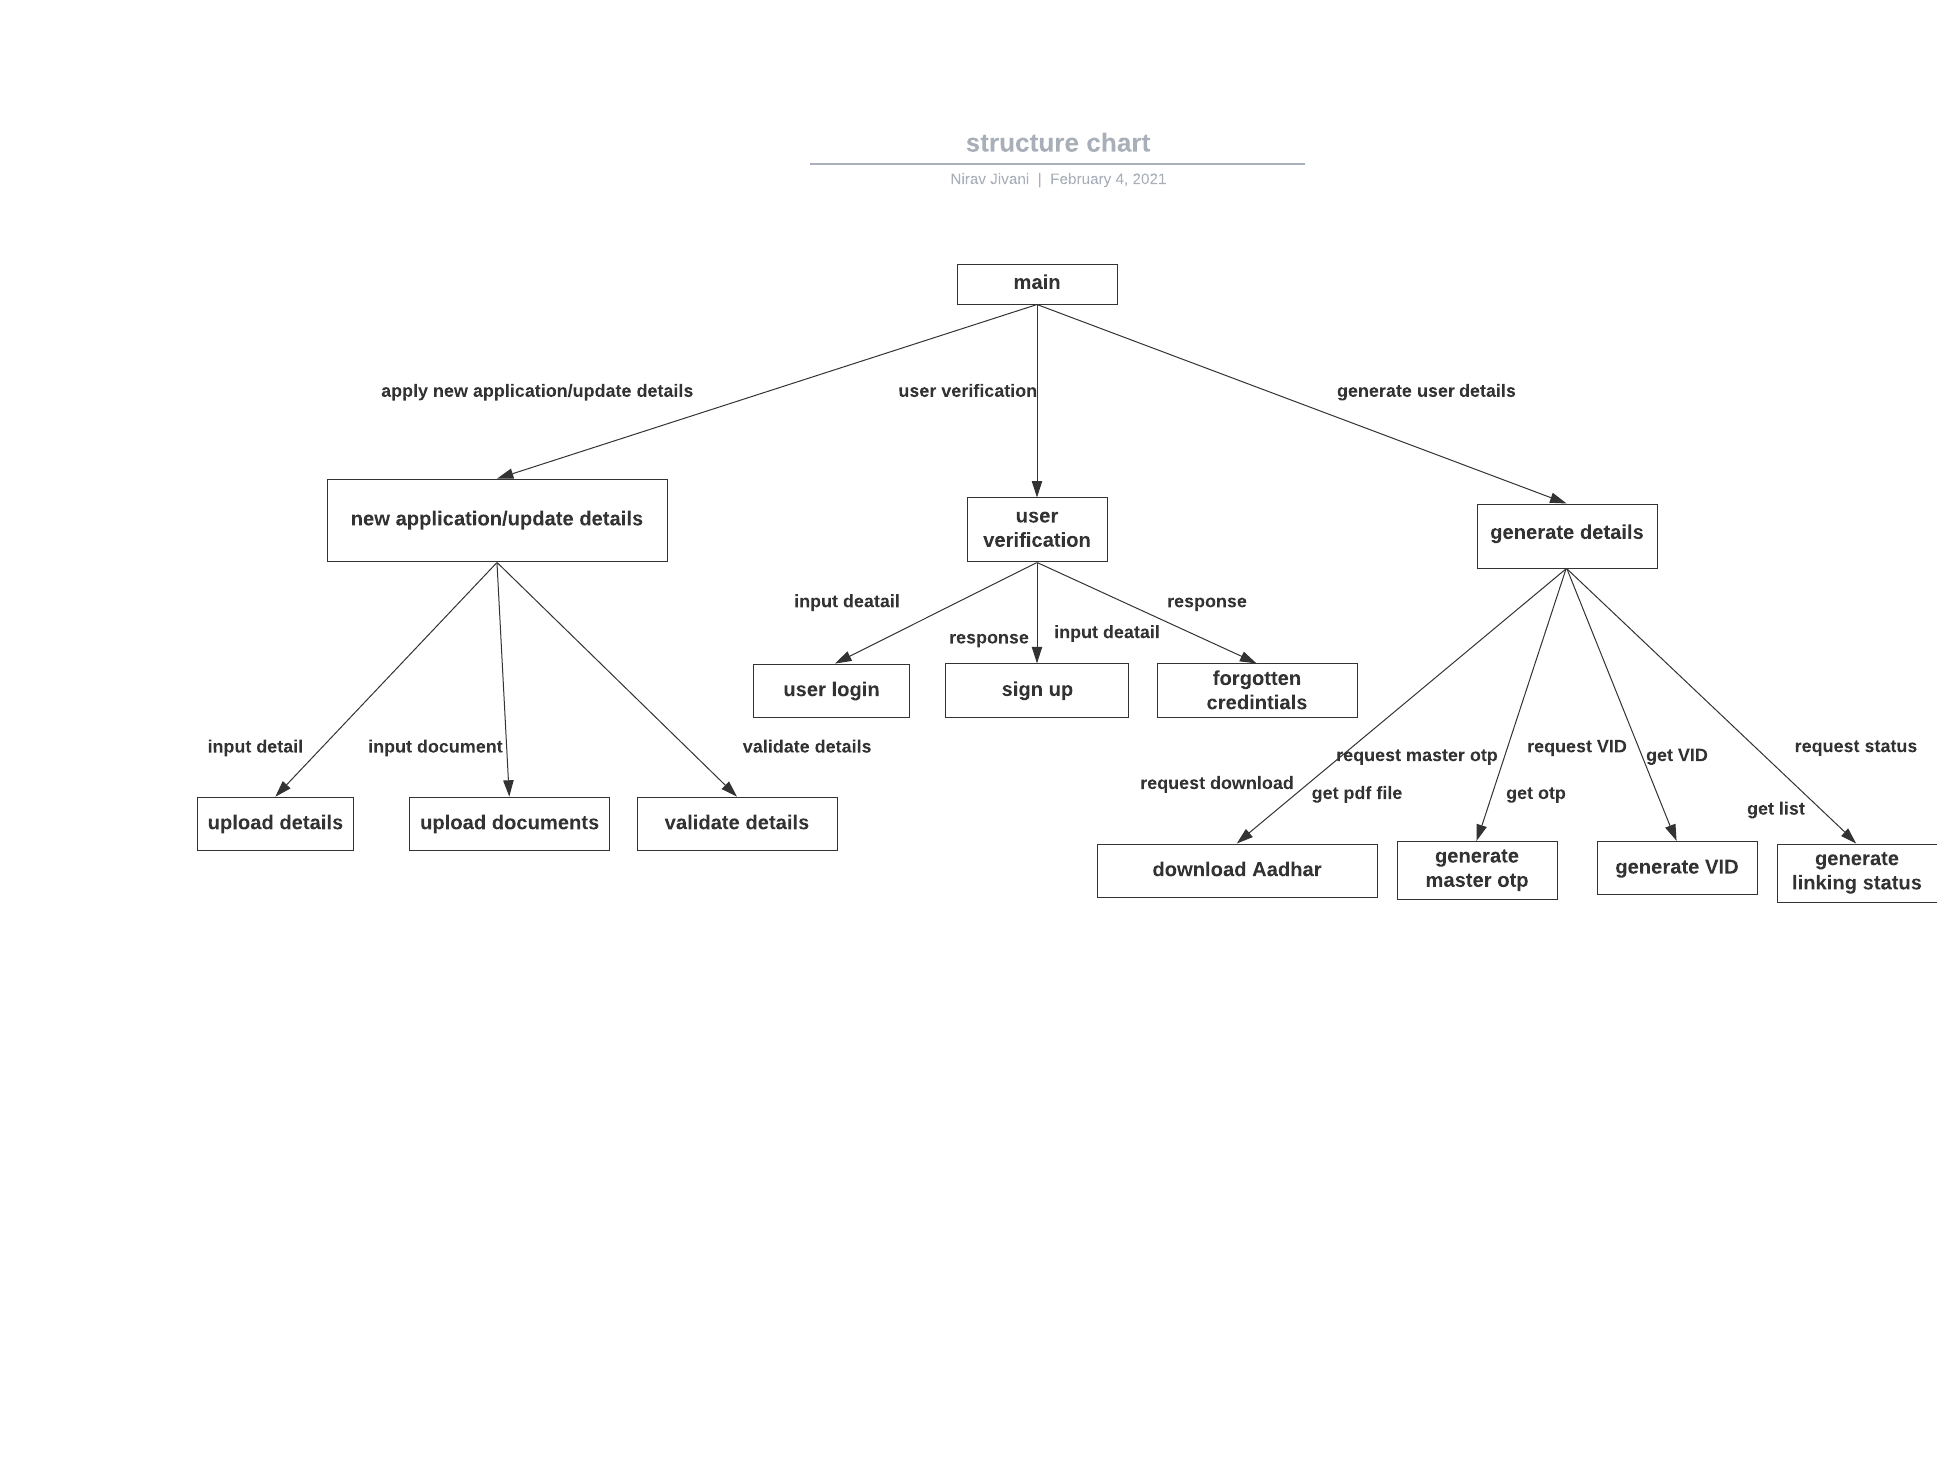 structure chart
Nirav Jivani | February 4, 2021
main
apply new application/update details
user verification
generate user details
new application/update details
user
verification
generate details
input deatail
response
response
input deatail
user login
sign up
forgotten
credintials
input detail
input document
validate details
request master otp
request VID
get VID
request status
request download
get pdf file
get otp
get list
upload details
upload documents
validate details
download Aadhar
generate
master otp
generate VID
generate
linking status